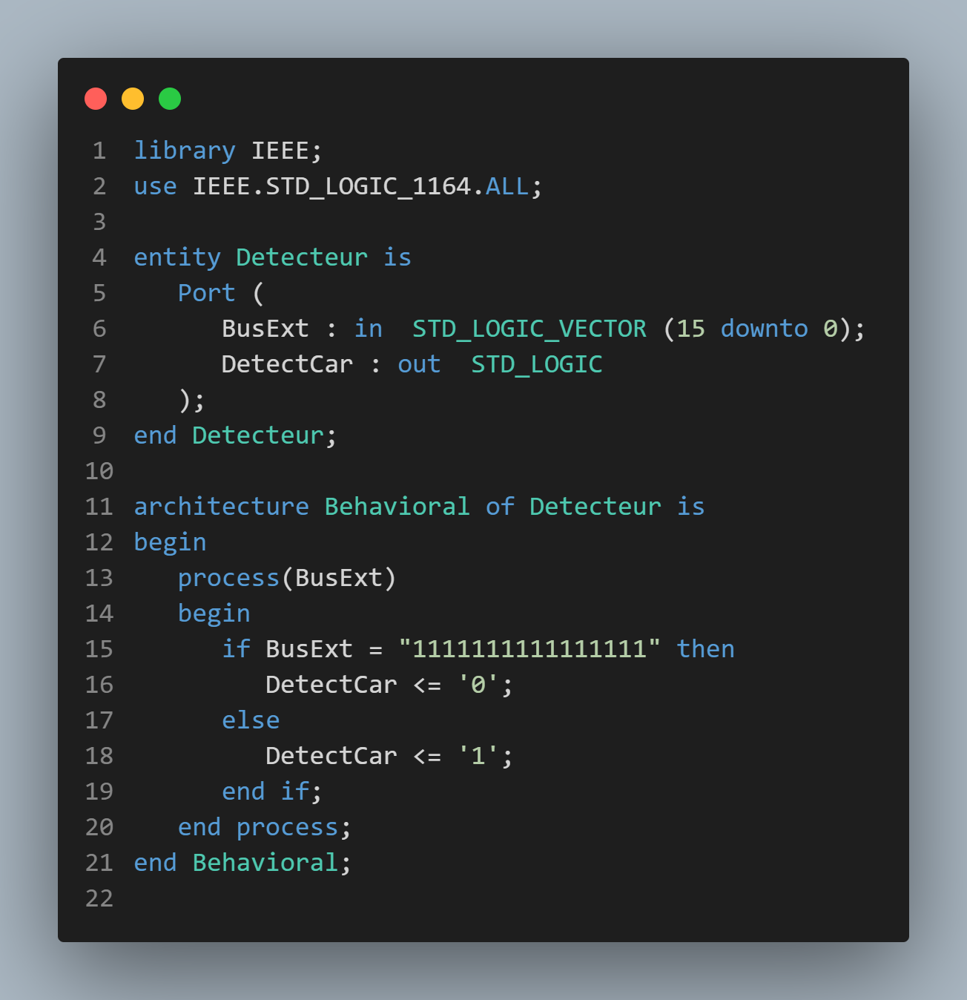 1 library IEEE;
2 use IEEE.STD_LOGIC_1164.ALL;
3
4 entity Detecteur is
5    Port (
6       BusExt : in  STD_LOGIC_VECTOR (15 downto 0);
7       DetectCar : out  STD_LOGIC
8    );
9 end Detecteur;
10
11 architecture Behavioral of Detecteur is
12 begin
13    process(BusExt)
14    begin
15       if BusExt = "1111111111111111" then
16          DetectCar <= '0';
17       else
18          DetectCar <= '1';
19       end if;
20    end process;
21 end Behavioral;
22